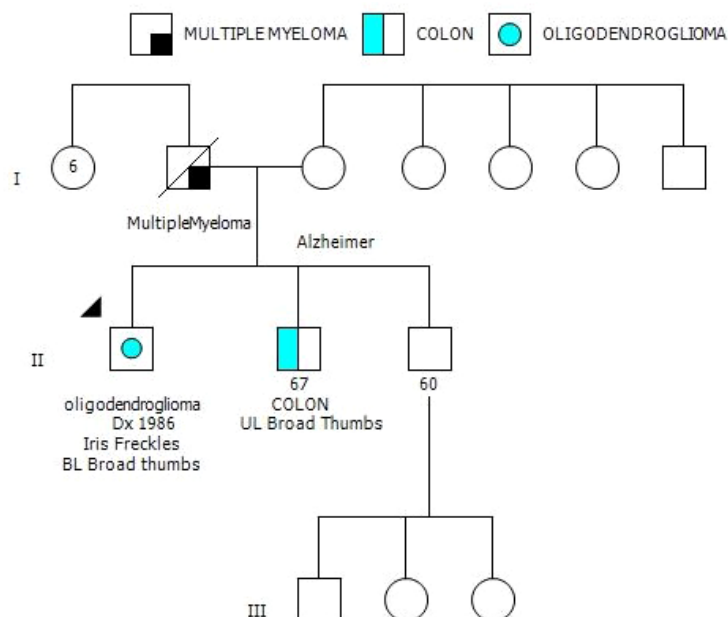 MULTIPLE MYELOMA COLON OLIGODENDROGLIOMA
6
I
MultipleMyeloma
Alzheimer
II
67
60
oligodendroglioma
Dx 1986
Iris Freckles
BL Broad thumbs
COLON
UL Broad Thumbs
III